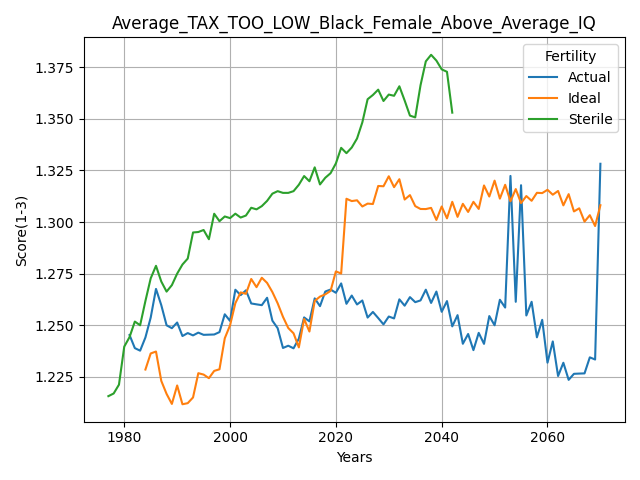 Average_TAX_TOO_LOW_Black_Female_Above_Average_IQ
Fertility
Actual
Ideal
Sterile
Score(1-3)
1.375
1.350
1.325
1.300
1.275
1.250
1.225
1980
2000
2020
2040
2060
Years